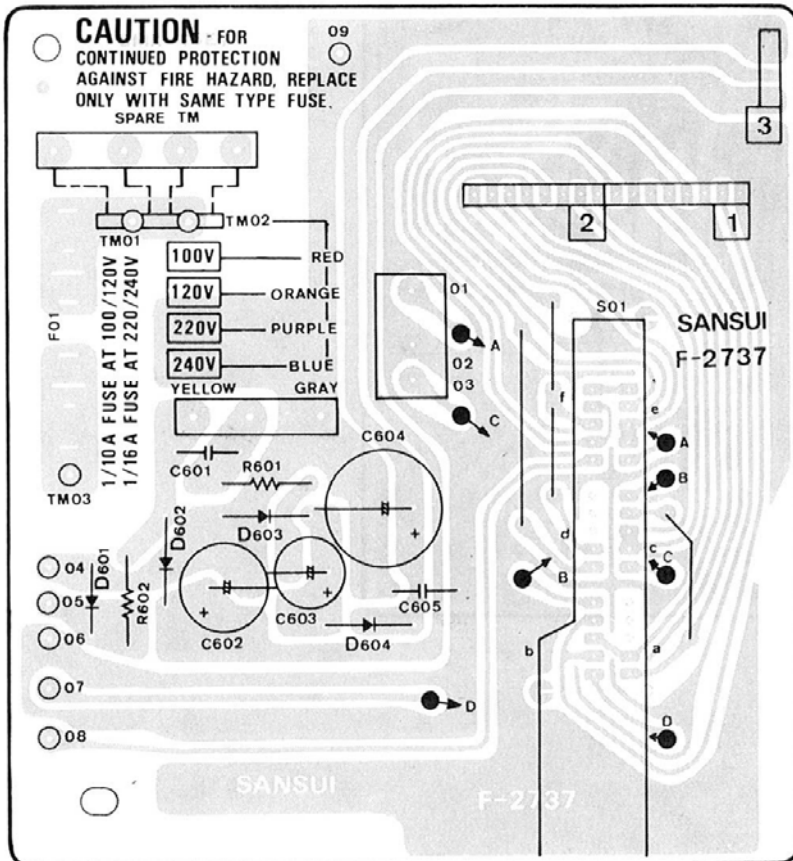 CAUTION - FOR
CONTINUED PROTECTION
AGAINST FIRE HAZARD, REPLACE
ONLY WITH SAME TYPE FUSE.
SPARE TM
09
3
2
1
TM01
TM02
100V
RED
120V
ORANGE
220V
PURPLE
240V
BLUE
YELLOW
GRAY
F01
1/10A FUSE AT 100/120V
1/16A FUSE AT 220/240V
TM03
01
02
03
A
C
S01
SANSUI
F-2737
f
e
A
B
d
c
C
B
b
a
D
C601
R601
C604
D603
D602
D601
R602
C602
C603
C605
D604
04
05
06
07
08
D
SANSUI
F-2737